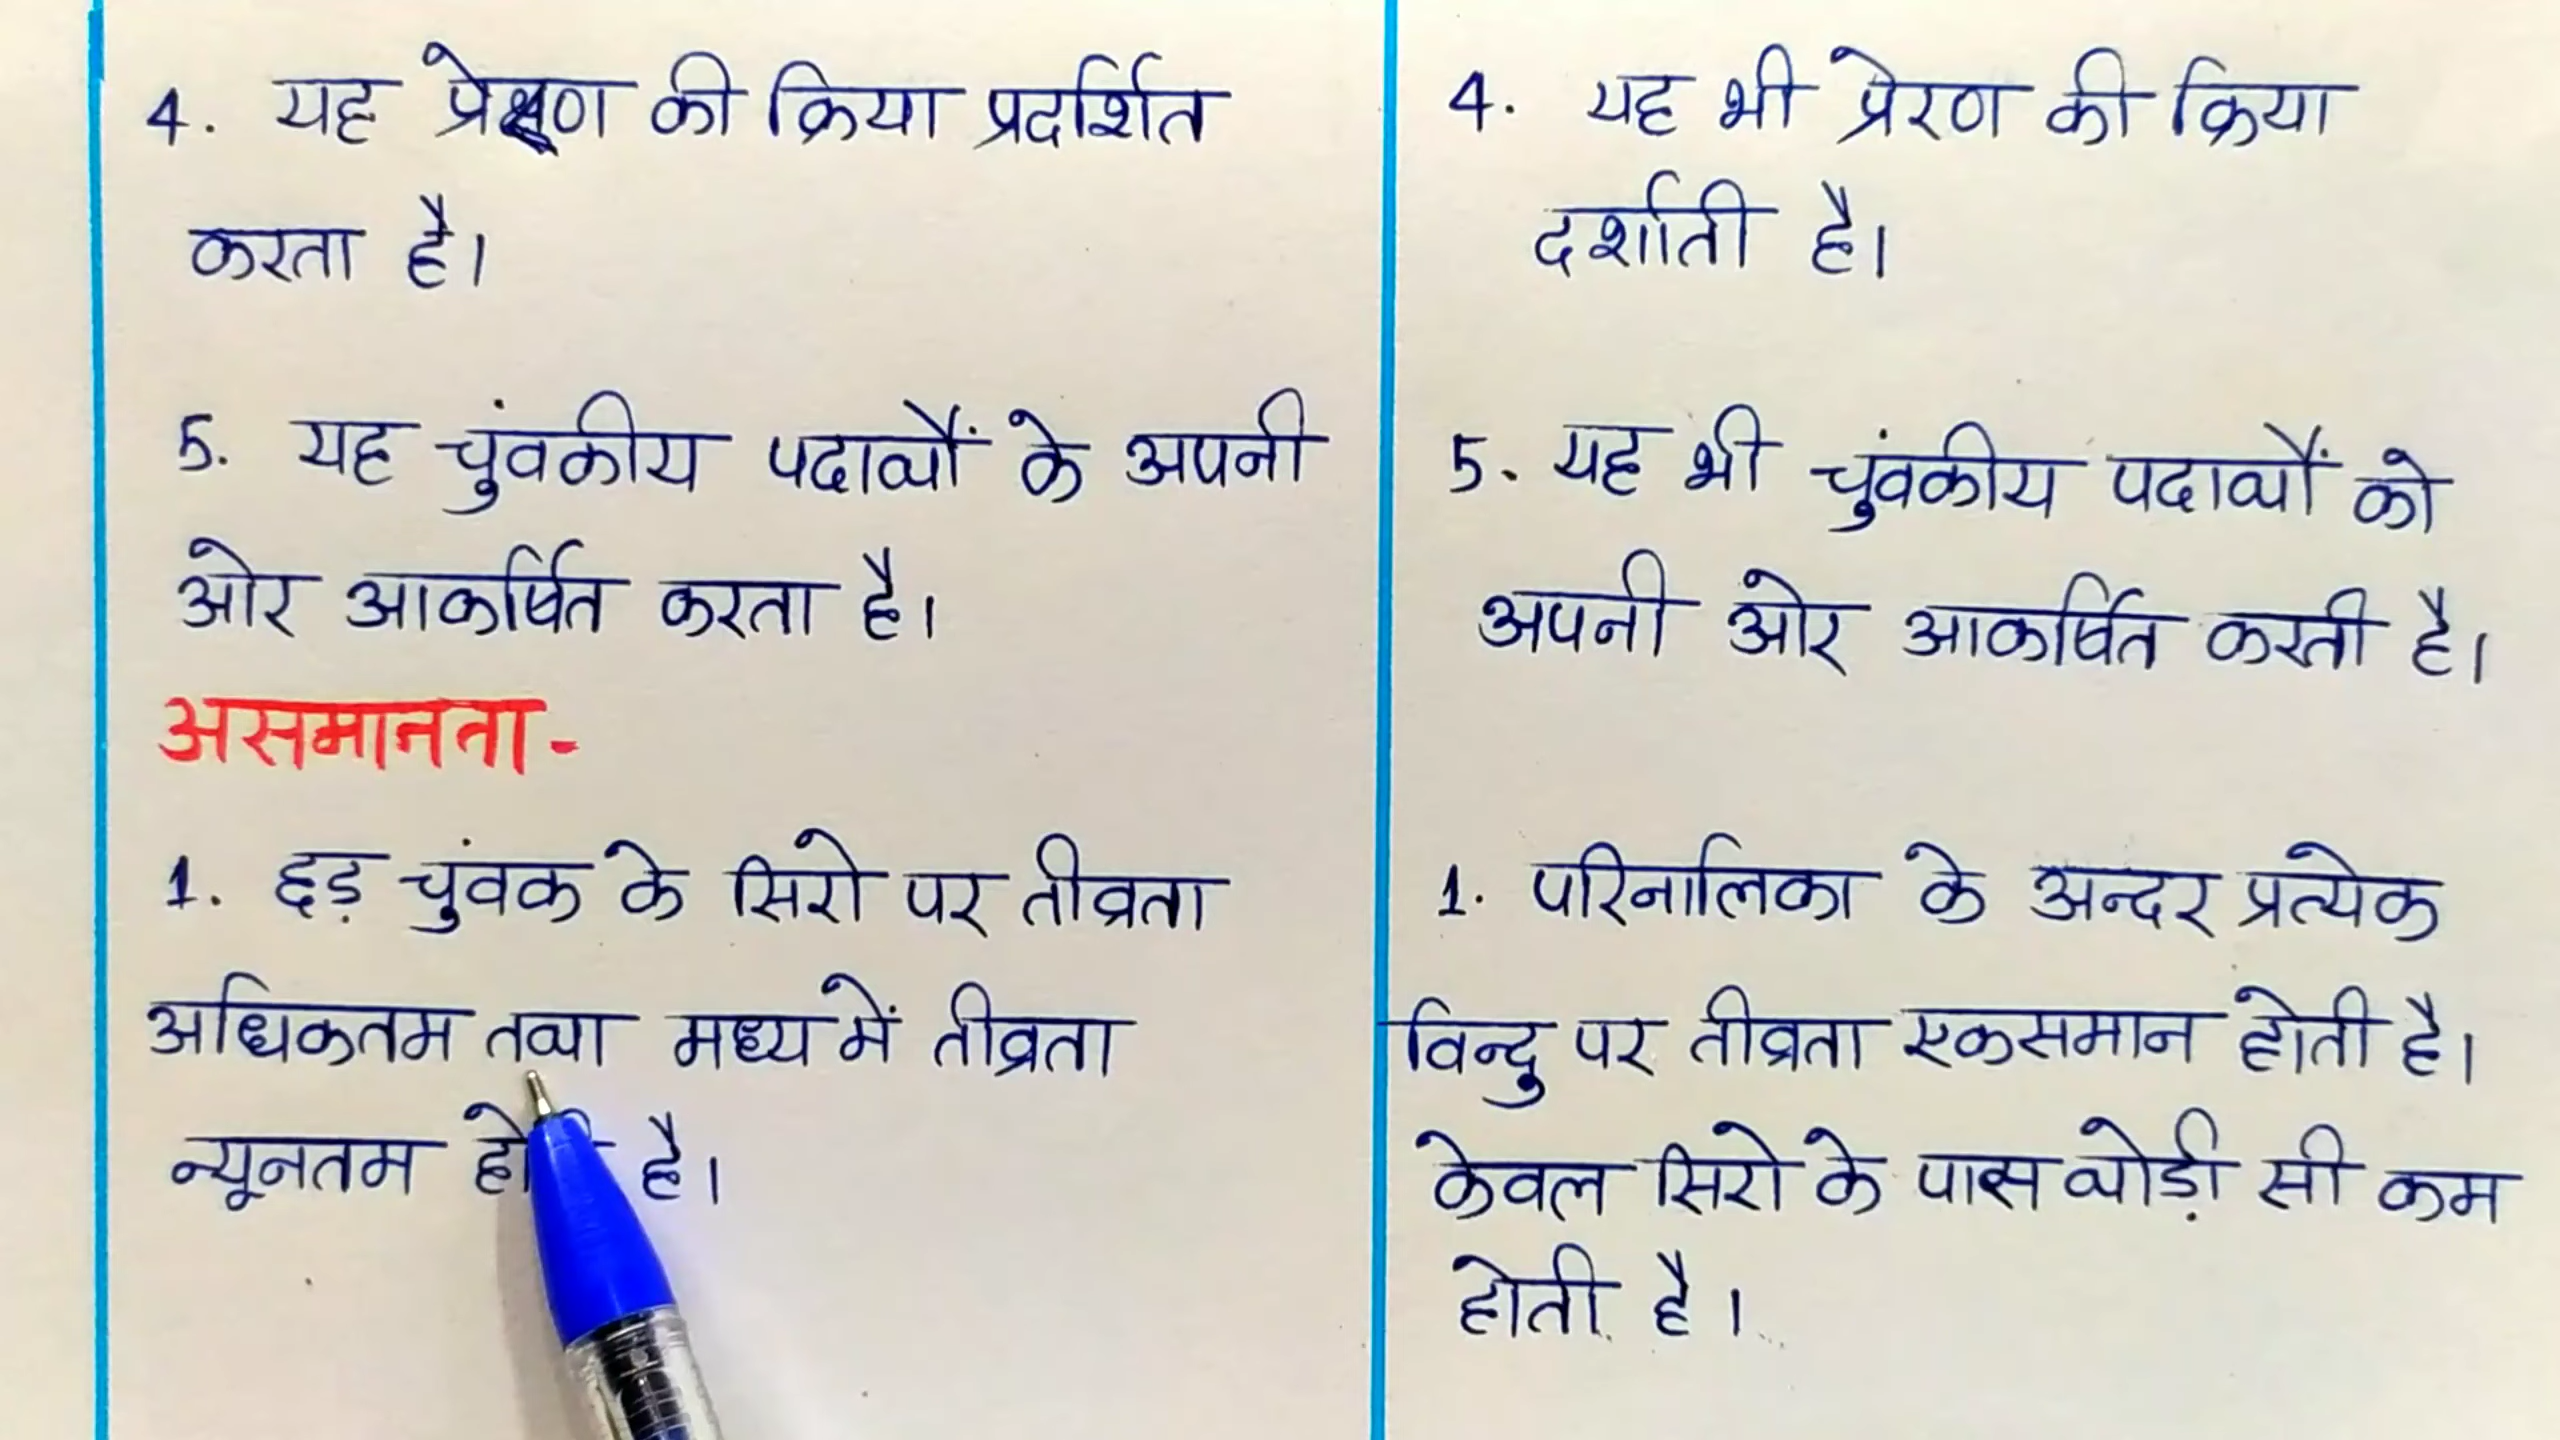 4. यह प्रेरण की क्रिया प्रदर्शित
करता है।
5. यह चुंवकीय पदार्थों के अपनी
ओर आकर्षित करता है।
असमानता-
1. छड़ चुंवक के सिरो पर तीव्रता
अधिकतम तथा मध्य में तीव्रता
न्यूनतम है।
4. यह भी प्रेरण की क्रिया
दर्शाती है।
5. यह भी चुंवकीय पदार्थों को
अपनी ओर आकर्षित करती है।
1. परिनालिका के अन्दर प्रत्येक
विन्दु पर तीव्रता एकसमान होती है।
केवल सिरो के पास थोड़ी सी कम
होती है।